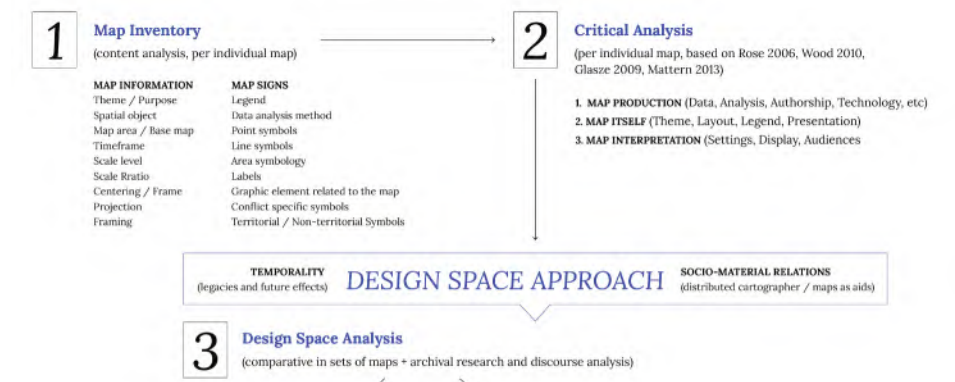 1
Map Inventory
(content analysis, per individual map)
MAP INFORMATION
Theme / Purpose
Spatial object
Map area / Base map
Timeframe
Scale level
Scale Rratio
Centering / Frame
Projection
Framing
MAP SIGNS
Legend
Data analysis method
Point symbols
Line symbols
Area symbology
Labels
Graphic element related to the map
Conflict specific symbols
Territorial / Non-territorial Symbols
2
Critical Analysis
(per individual map, based on Rose 2006, Wood 2010,
Glasze 2009, Mattern 2013)
1. MAP PRODUCTION (Data, Analysis, Authorship, Technology, etc)
2. MAP ITSELF (Theme, Layout, Legend, Presentation)
3. MAP INTERPRETATION (Settings, Display, Audiences
TEMPORALITY
(legacies and future effects)
DESIGN SPACE APPROACH
SOCIO-MATERIAL RELATIONS
(distributed cartographer / maps as aids)
3
Design Space Analysis
(comparative in sets of maps + archival research and discourse analysis)